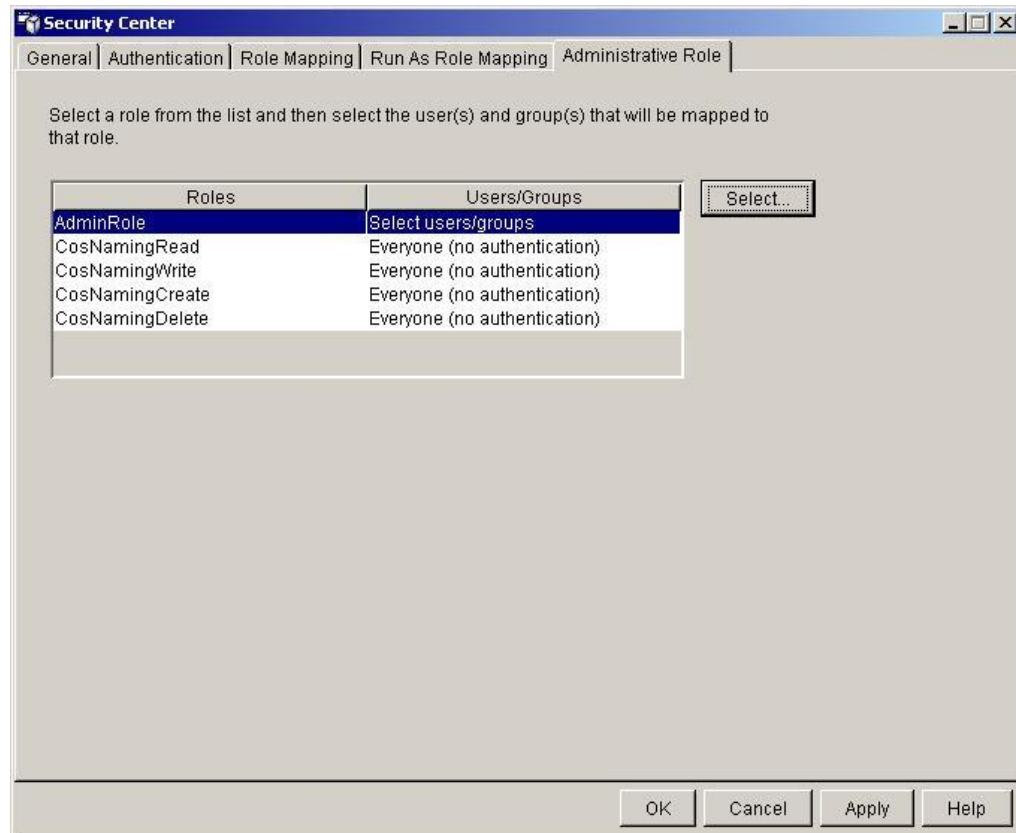 Security Center
General Authentication Role Mapping Run As Role Mapping Administrative Role
Select a role from the list and then select the user(s) and group(s) that will be mapped to
that role.
Roles Users/Groups Select...
AdminRole Select users/groups
CosNamingRead Everyone (no authentication)
CosNamingWrite Everyone (no authentication)
CosNamingCreate Everyone (no authentication)
CosNamingDelete Everyone (no authentication)
OK Cancel Apply Help